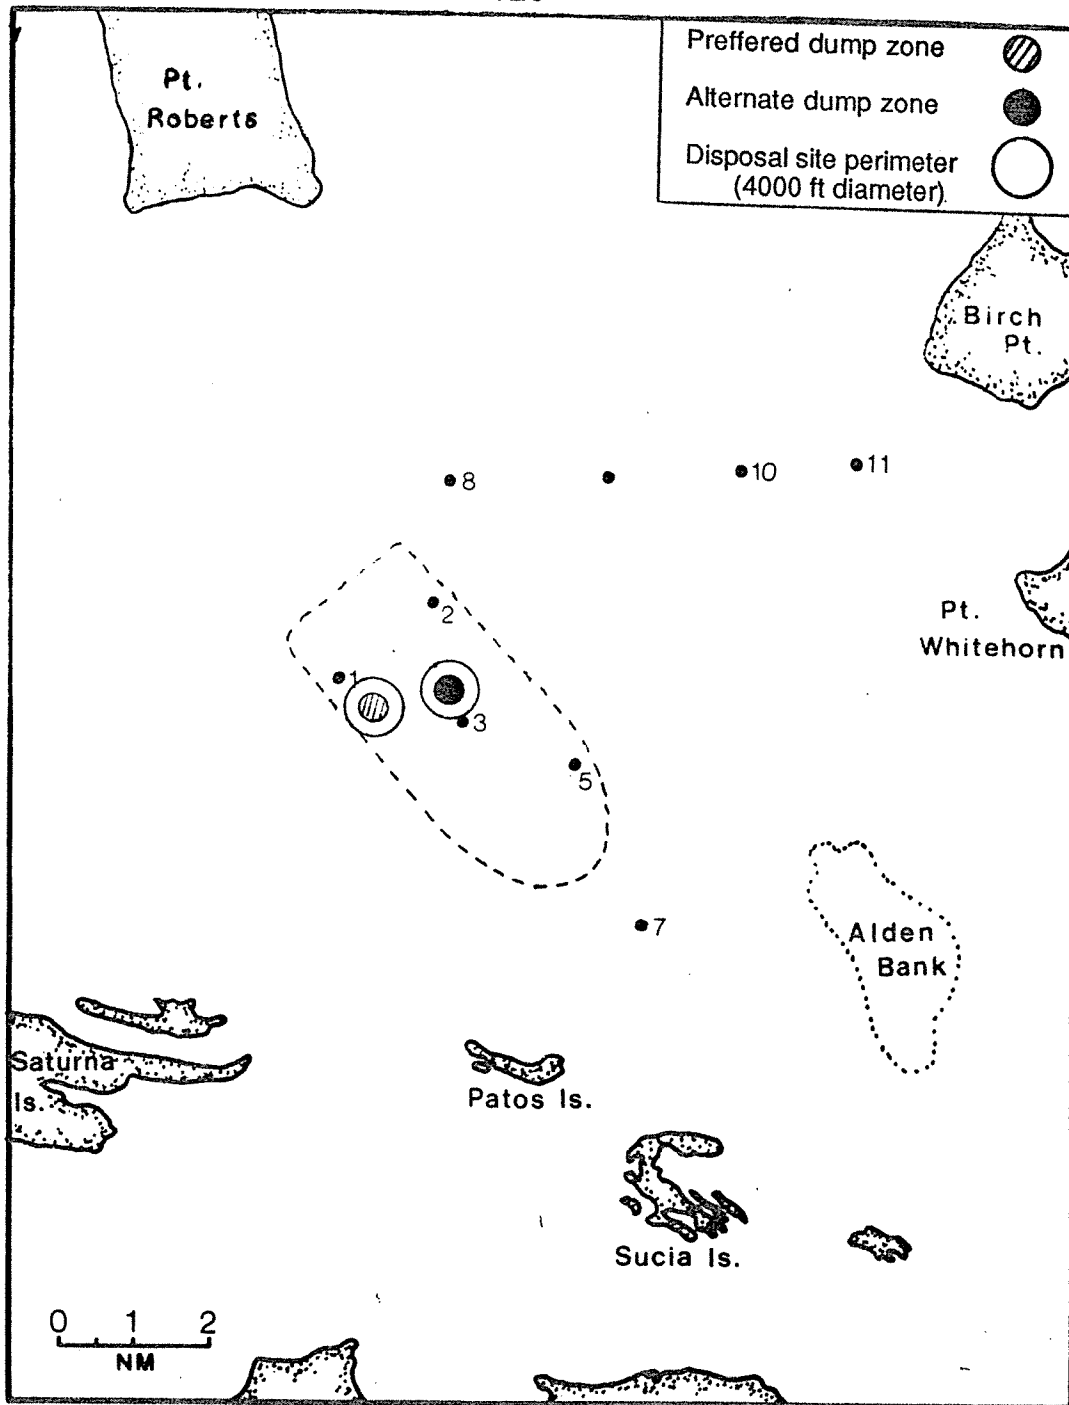 Preffered dump zone
Alternate dump zone
Disposal site perimeter
(4000 ft diameter)
Pt.
Roberts
Birch
Pt.
8
10
11
2
Pt.
Whitehorn
1
3
5
7
Alden
Bank
Saturna
Is.
Patos Is.
Sucia Is.
0 1 2
NM